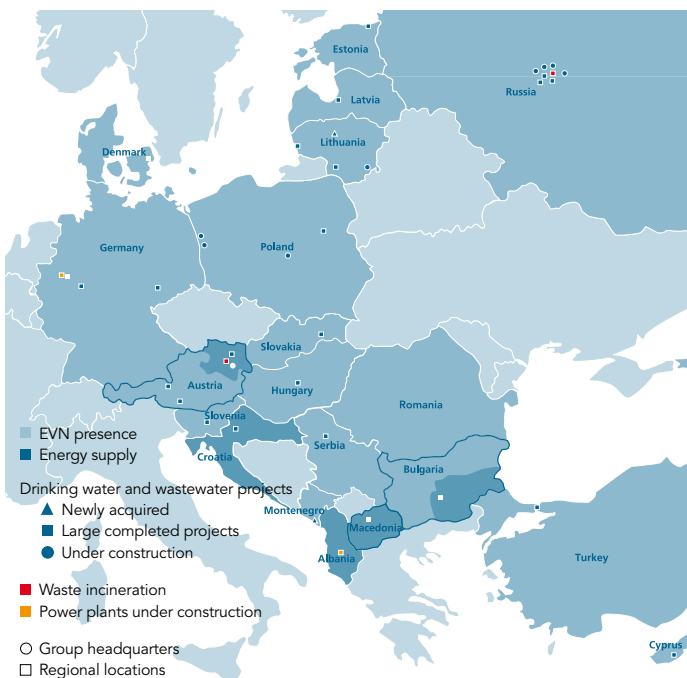 Estonia
Russia
Latvia
Lithuania
Denmark
Germany
Poland
Slovakia
Austria
Hungary
Romania
Slovenia
EVN presence
Energy supply
Serbia
Croatia
Bulgaria
Drinking water and wastewater projects
Newly acquired
Montenegro
Large completed projects
Macedonia
Under construction
Albania
Turkey
Waste incineration
Power plants under construction
Cyprus
Group headquarters
Regional locations